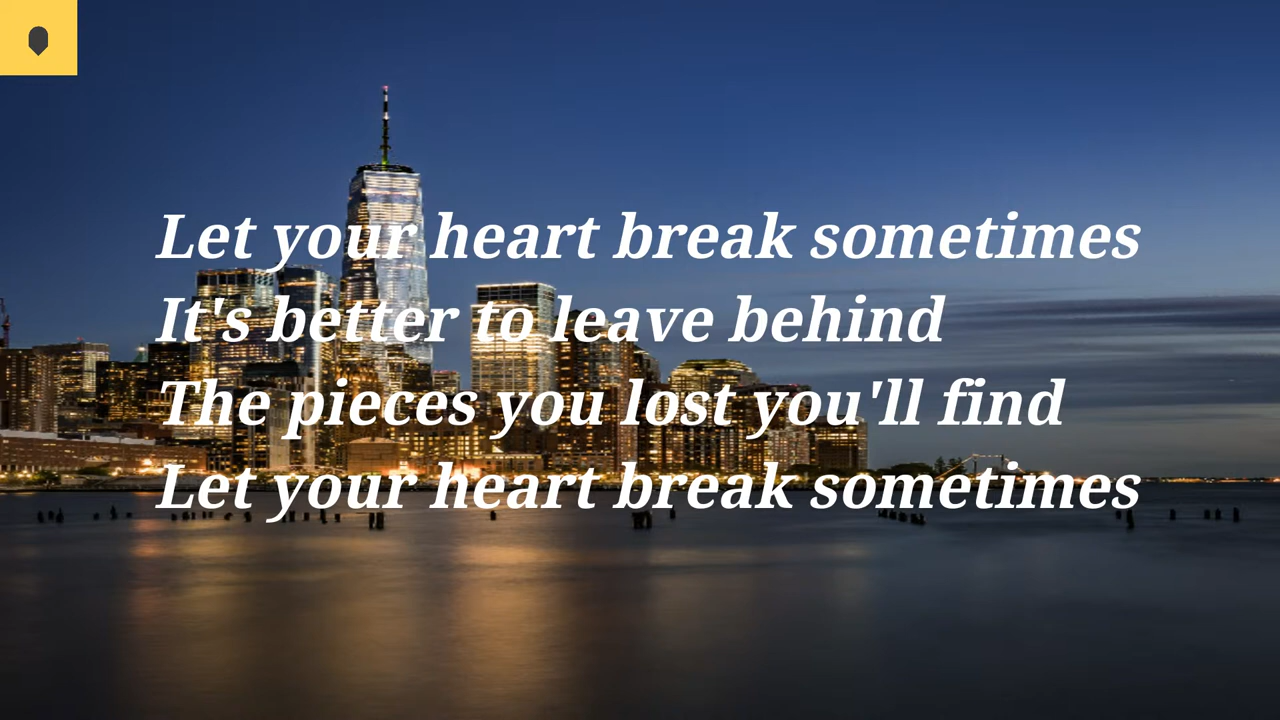 Let your heart break sometimes
It's better to leave behind
The pieces you lost you'll find
Let your heart break sometimes